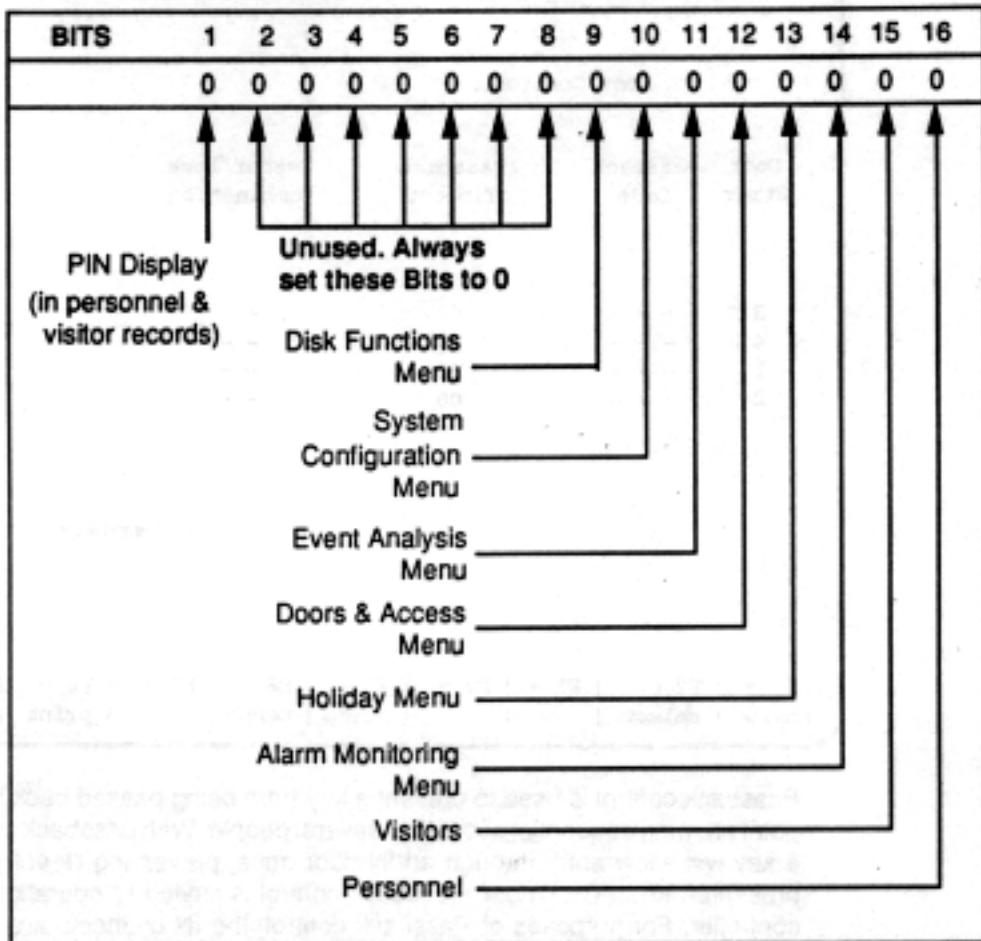 BITS 1 2 3 4 5 6 7 8 9 10 11 12 13 14 15 16
0 0 0 0 0 0 0 0 0 0 0 0 0 0 0 0
PIN Display
(in personnel &
visitor records)
Unused. Always
set these Bits to 0
Disk Functions
Menu
System
Configuration
Menu
Event Analysis
Menu
Doors & Access
Menu
Holiday Menu
Alarm Monitoring
Menu
Visitors
Personnel